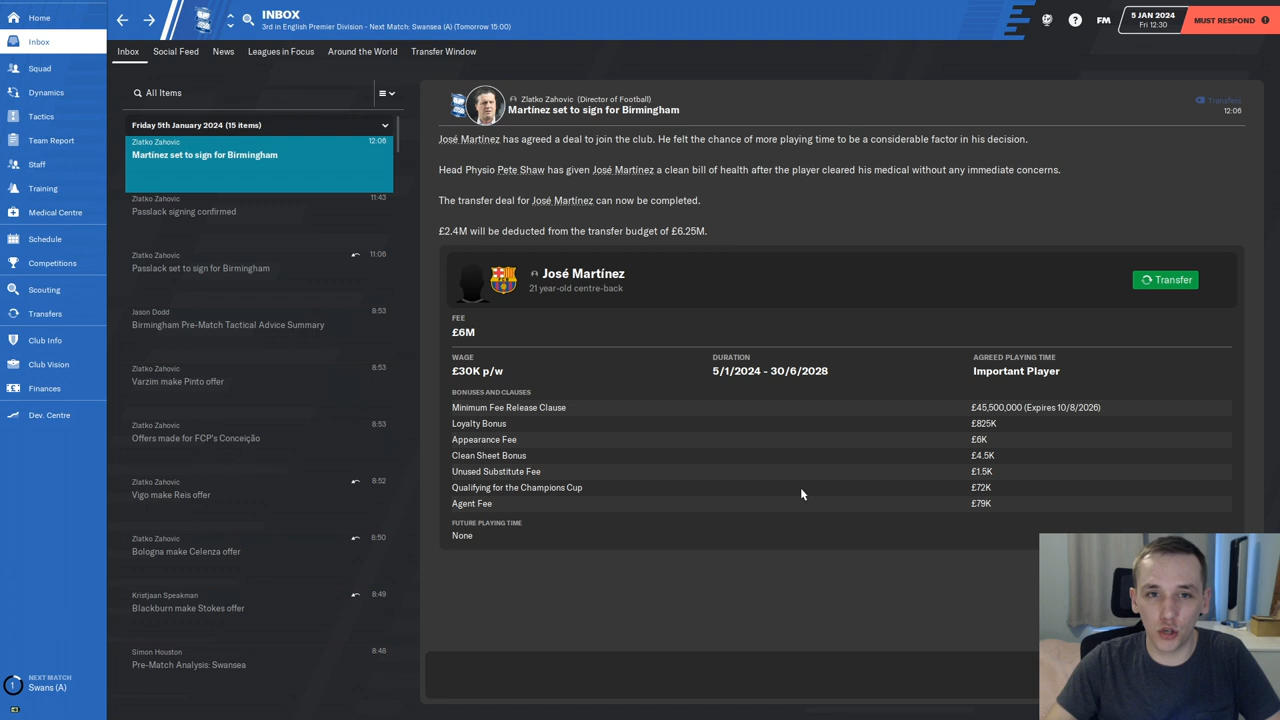 Home
INBOX
3rd in English Premier Division - Next Match: Swansea (A) (Tomorrow 15:00)
FM
5 JAN 2024
Fri 12:30
MUST RESPOND
Inbox
Squad
Dynamics
Tactics
Team Report
Staff
Training
Medical Centre
Schedule
Competitions
Scouting
Transfers
Club Info
Club Vision
Finances
Dev. Centre
1
NEXT MATCH
Swans (A)
Inbox Social Feed News Leagues in Focus Around the World Transfer Window
All Items
Friday 5th January 2024 (15 items)
Zlatko Zahovic 12:06
Martínez set to sign for Birmingham
Zlatko Zahovic 11:43
Passlack signing confirmed
Zlatko Zahovic 11:06
Passlack set to sign for Birmingham
Jason Dodd 8:53
Birmingham Pre-Match Tactical Advice Summary
Zlatko Zahovic 8:53
Varzim make Pinto offer
Zlatko Zahovic 8:53
Offers made for FCP's Conceição
Zlatko Zahovic 8:52
Vigo make Reis offer
Zlatko Zahovic 8:50
Bologna make Celenza offer
Kristjaan Speakman 8:49
Blackburn make Stokes offer
Simon Houston 8:48
Pre-Match Analysis: Swansea
Zlatko Zahovic (Director of Football)
Martínez set to sign for Birmingham
Transfers
12:06
José Martínez has agreed a deal to join the club. He felt the chance of more playing time to be a considerable factor in his decision.
Head Physio Pete Shaw has given José Martínez a clean bill of health after the player cleared his medical without any immediate concerns.
The transfer deal for José Martínez can now be completed.
£2.4M will be deducted from the transfer budget of £6.25M.
José Martínez
21 year-old centre-back
Transfer
FEE
£6M
WAGE DURATION AGREED PLAYING TIME
£30K p/w 5/1/2024 - 30/6/2028 Important Player
BONUSES AND CLAUSES
Minimum Fee Release Clause £45,500,000 (Expires 10/8/2026)
Loyalty Bonus £825K
Appearance Fee £6K
Clean Sheet Bonus £4.5K
Unused Substitute Fee £1.5K
Qualifying for the Champions Cup £72K
Agent Fee £79K
FUTURE PLAYING TIME
None